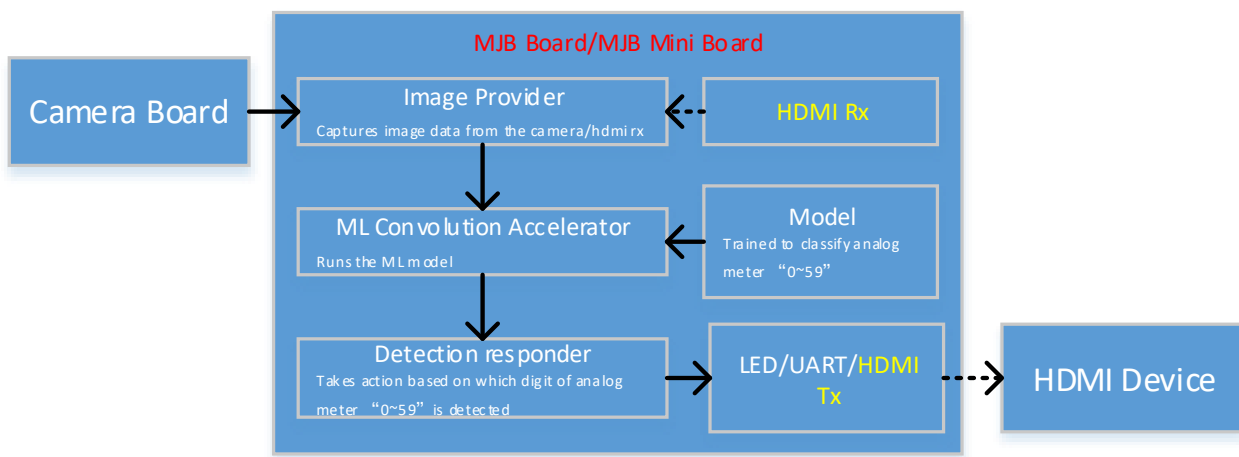 MJB Board/MJB Mini Board
Camera Board
Image Provider
Captures image data from the camera/hdmi rx
HDMI Rx
ML Convolution Accelerator
Runs the ML model
Model
Trained to classify analog
meter “0~59”
Detection responder
Takes action based on which digit of analog
meter “0~59” is detected
LED/UART/HDMI
Tx
HDMI Device